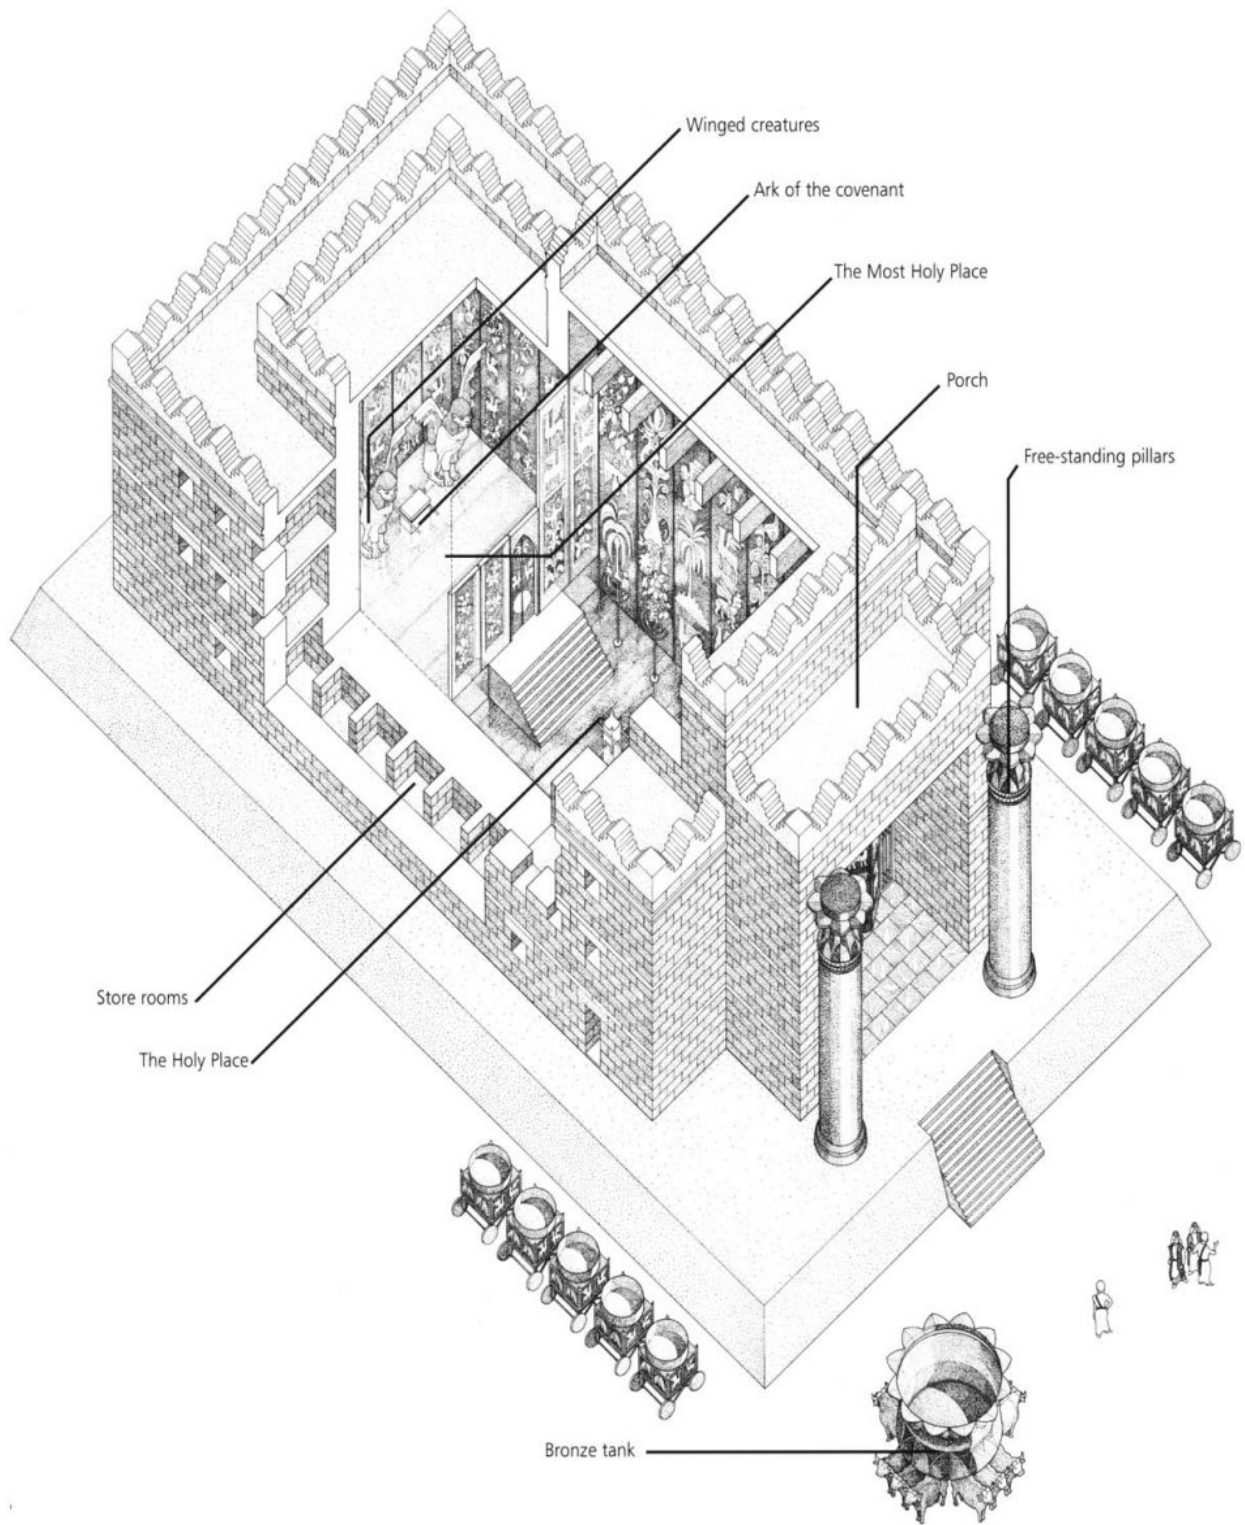 Winged creatures
Ark of the covenant
The Most Holy Place
Porch
Free-standing pillars
Store rooms
The Holy Place
Bronze tank